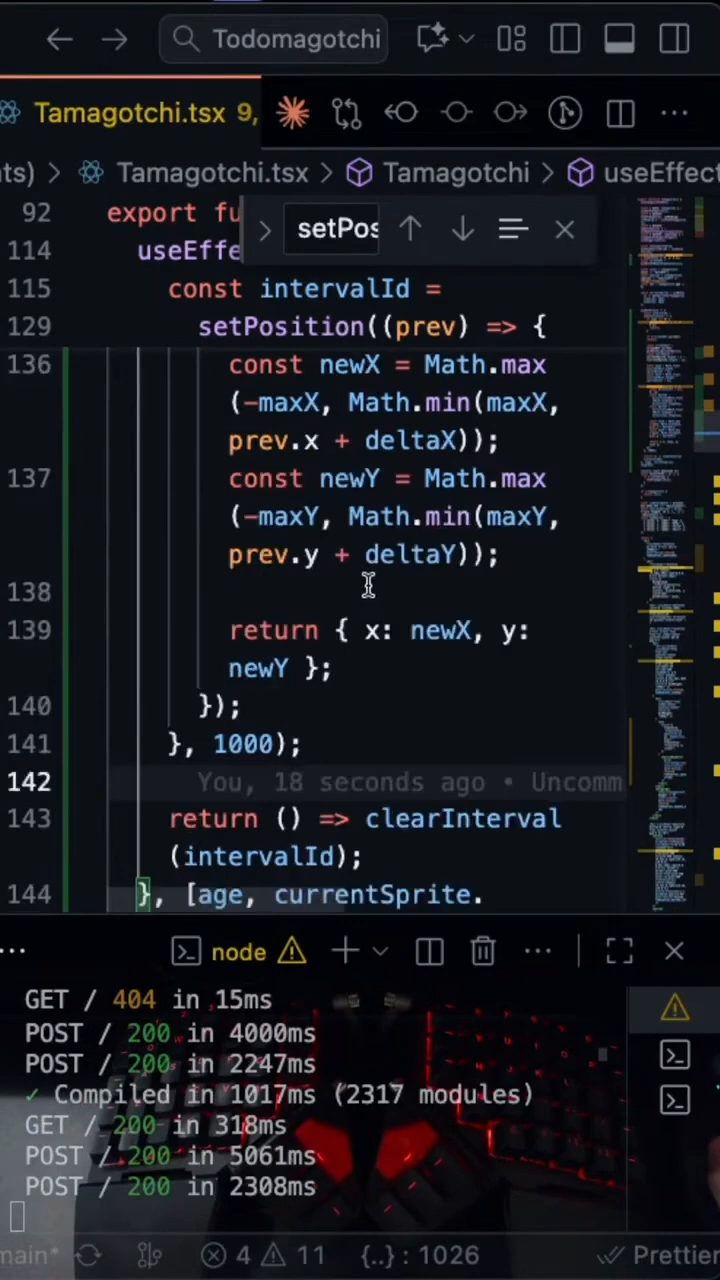 Todomagotchi
Tamagotchi.tsx 9,
nts) > Tamagotchi.tsx > Tamagotchi > useEffect
92 export fu
setPos
114 useEffe
115 const intervalId =
129 setPosition((prev) => {
136 const newX = Math.max
(-maxX, Math.min(maxX,
prev.x + deltaX));
137 const newY = Math.max
(-maxY, Math.min(maxY,
prev.y + deltaY));
138
139 return { x: newX, y:
newY };
140 });
141 }, 1000);
142 You, 18 seconds ago • Uncomm
143 return () => clearInterval
(intervalId);
144 }, [age, currentSprite.
node
GET / 404 in 15ms
POST / 200 in 4000ms
POST / 200 in 2247ms
✓ Compiled in 1017ms (2317 modules)
GET / 200 in 318ms
POST / 200 in 5061ms
POST / 200 in 2308ms
main* 4 11 {..} : 1026 Prettier